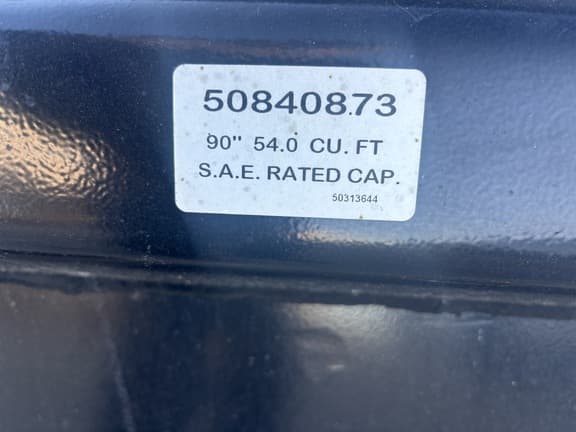 50840873
90" 54.0 CU. FT
S.A.E. RATED CAP.
50313644